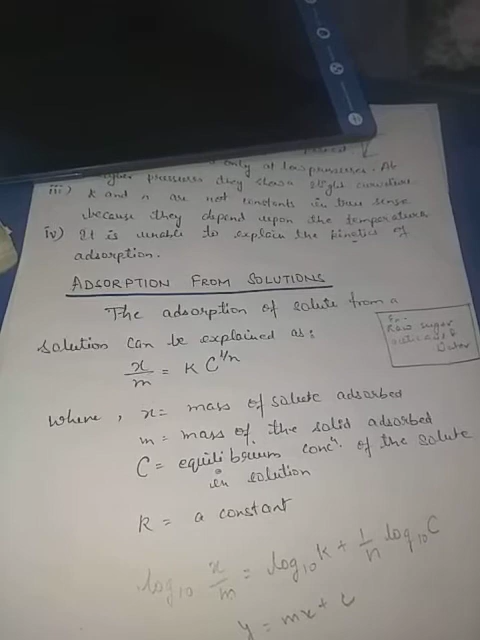 only at low pressures. At
higher pressures they show a slight curvature
iii) K and n are not constants in true sense
because they depend upon the temperature
iv) It is unable to explain the kinetics of
adsorption.
ADSORPTION FROM SOLUTIONS
The adsorption of solute from a
solution can be explained as:
x/m = K C^1/n
Ex:-
Raw sugar
Water
where, x = mass of solute adsorbed
m = mass of the solid adsorbed
C = equilibrium concn. of the solute
in solution
K = a constant
log10 x/m = log10 K + 1/n log10 C
y = mx + c